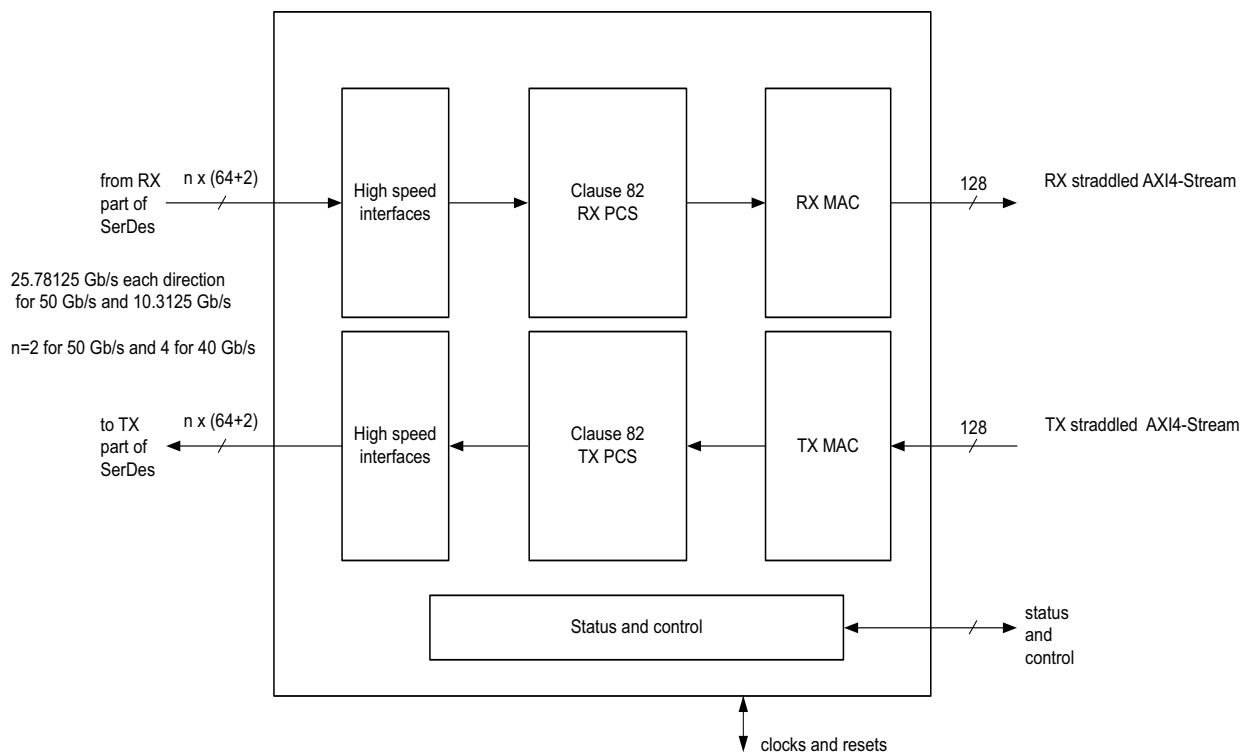 from RX
part of
SerDes
n x (64+2)
High speed
interfaces
Clause 82
RX PCS
RX MAC
128
RX straddled AXI4-Stream
25.78125 Gb/s each direction
for 50 Gb/s and 10.3125 Gb/s
n=2 for 50 Gb/s and 4 for 40 Gb/s
to TX
part of
SerDes
n x (64+2)
High speed
interfaces
Clause 82
TX PCS
TX MAC
128
TX straddled AXI4-Stream
Status and control
status
and
control
clocks and resets